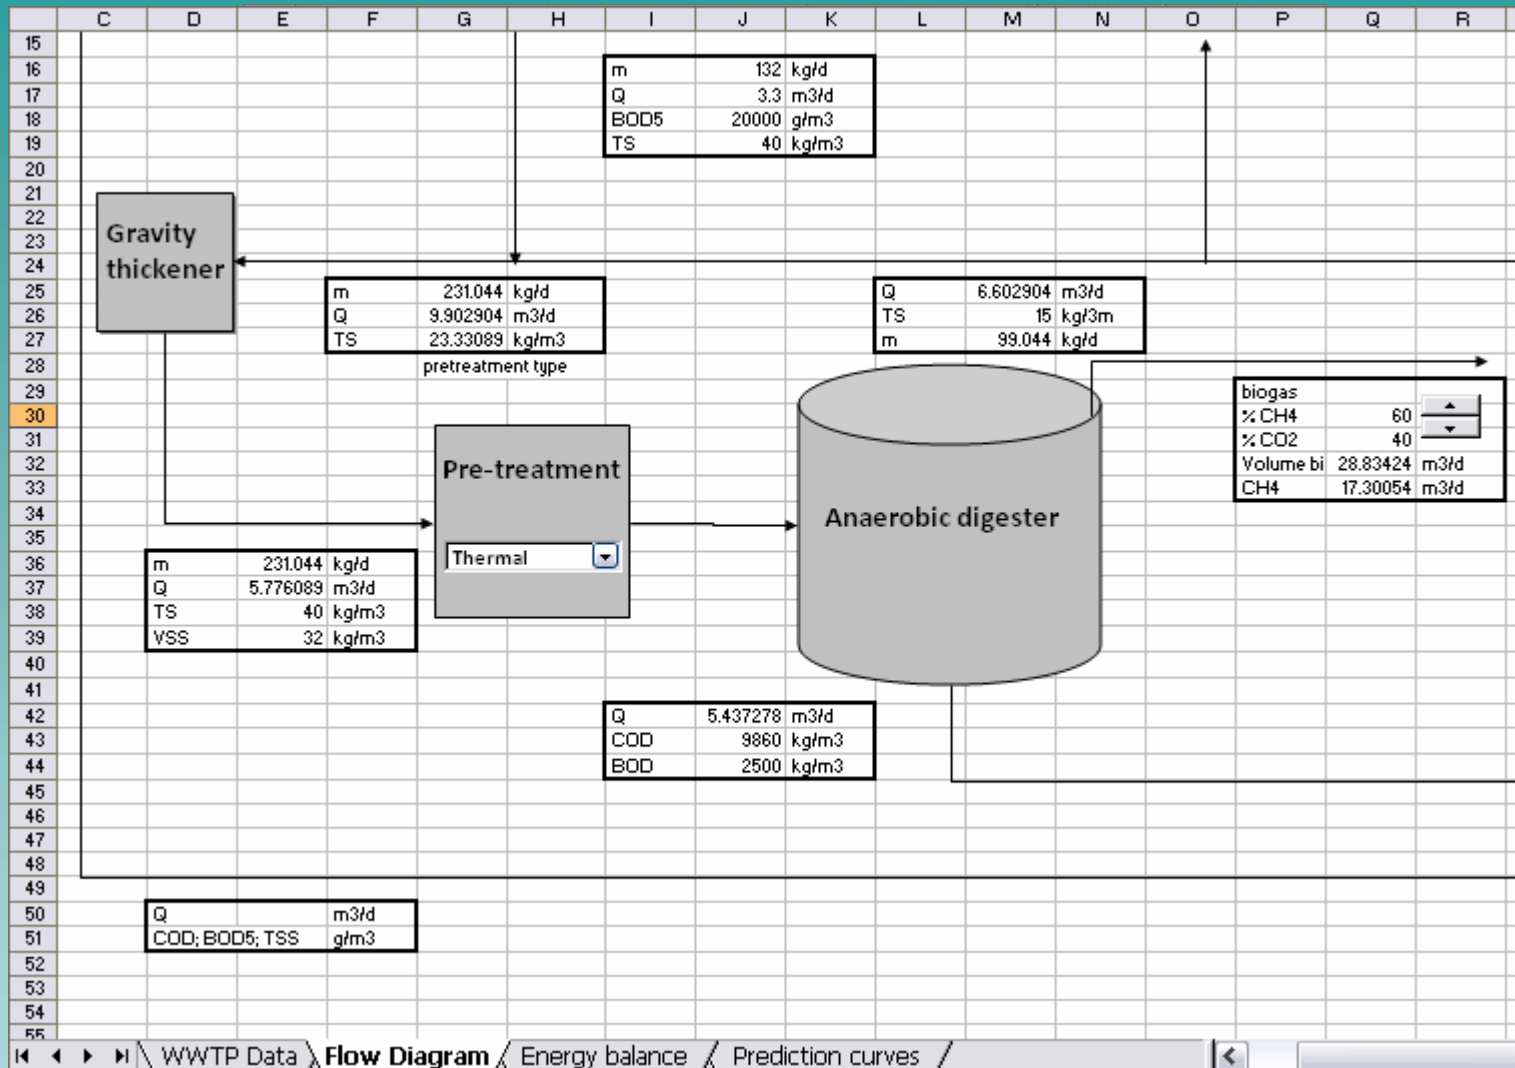 C D E F G H I J K L M N O P Q R
15
16 m 132 kg/d
17 Q 3.3 m3/d
18 BOD5 20000 g/m3
19 TS 40 kg/m3
20
21
22 Gravity
23 thickener
24
25 m 231.044 kg/d Q 6.602904 m3/d
26 Q 9.902904 m3/d TS 15 kg/3m
27 TS 23.33089 kg/m3 m 99.044 kg/d
28 pretreatment type
29 biogas
30 % CH4 60
31 % CO2 40
32 Pre-treatment Volume bi 28.83424 m3/d
33 CH4 17.30054 m3/d
34 Anaerobic digester
35
36 m 231.044 kg/d Thermal
37 Q 5.776089 m3/d
38 TS 40 kg/m3
39 VSS 32 kg/m3
40
41
42 Q 5.437278 m3/d
43 COD 9860 kg/m3
44 BOD 2500 kg/m3
45
46
47
48
49
50 Q m3/d
51 COD; BOD5; TSS g/m3
52
53
54
55
WWTP Data Flow Diagram Energy balance Prediction curves